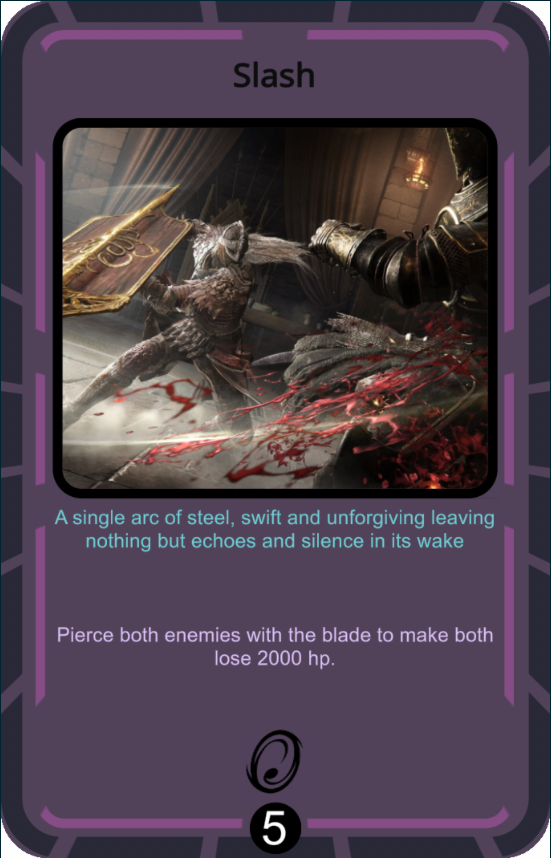 Slash
A single arc of steel, swift and unforgiving leaving
nothing but echoes and silence in its wake
Pierce both enemies with the blade to make both
lose 2000 hp.
5